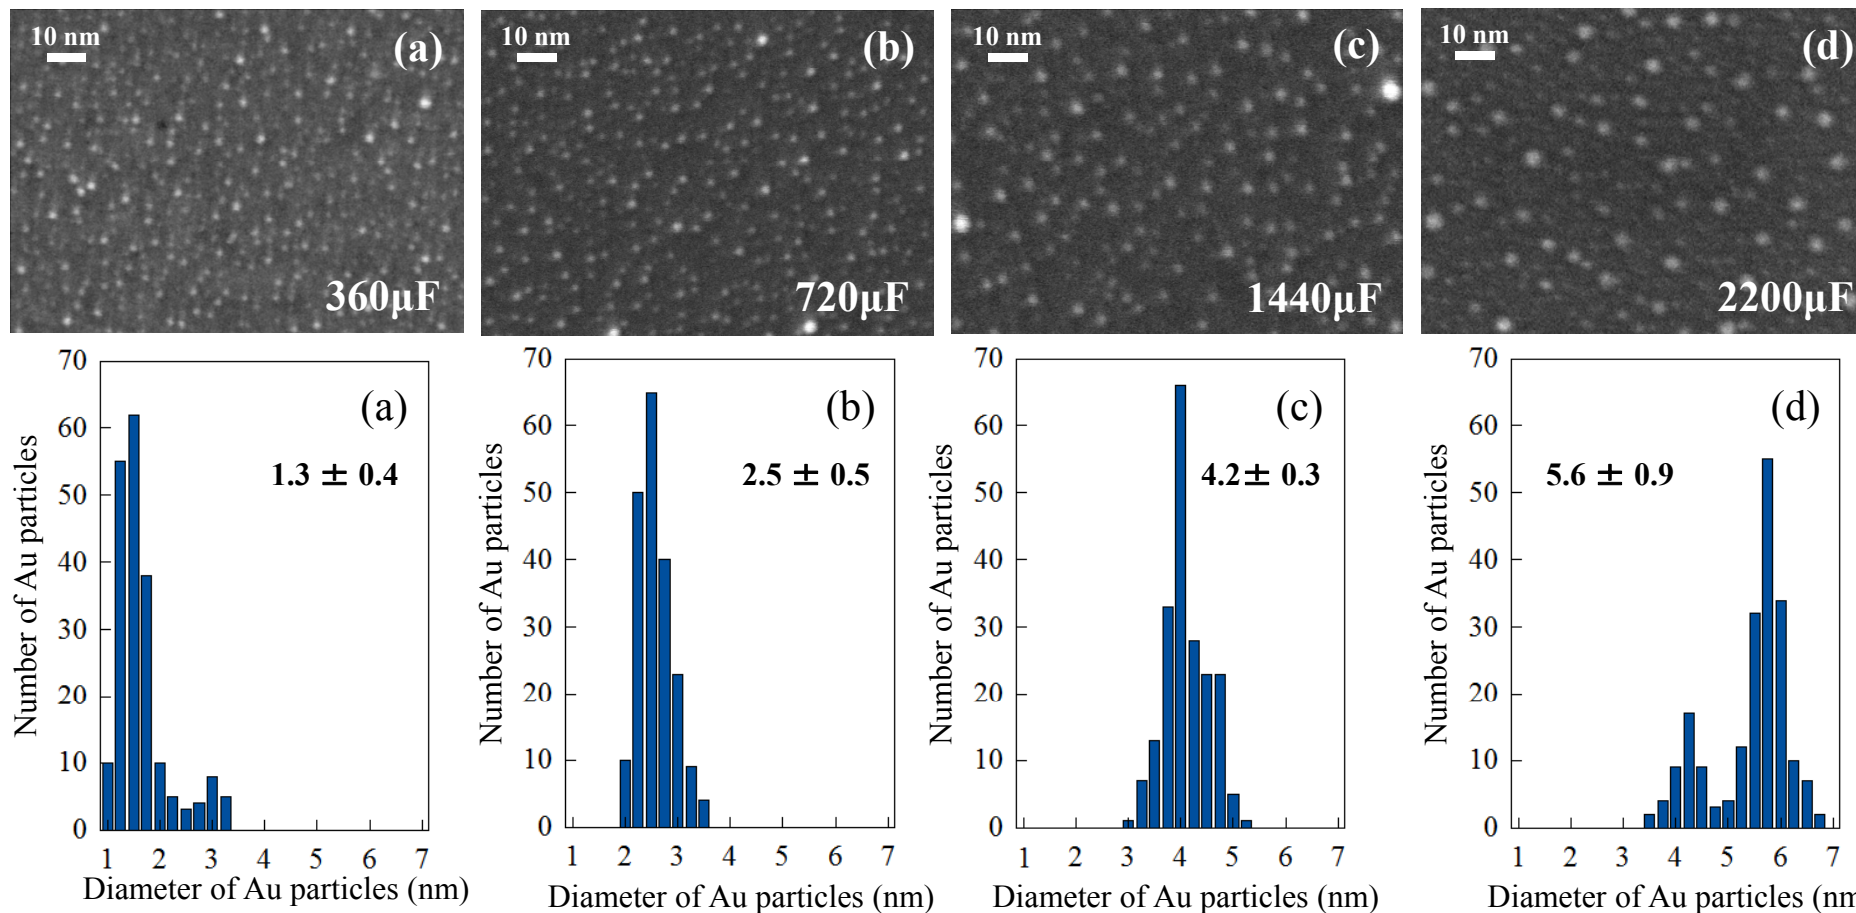 10 nm
(a)
360μF
10 nm
(b)
720μF
10 nm
(c)
1440μF
10 nm
(d)
2200μF
Number of Au particles
70
60
50
40
30
20
10
0
(a)
1.3 ± 0.4
1 2 3 4 5 6 7
Diameter of Au particles (nm)
Number of Au particles
70
60
50
40
30
20
10
0
(b)
2.5 ± 0.5
1 2 3 4 5 6 7
Diameter of Au particles (nm)
Number of Au particles
70
60
50
40
30
20
10
0
(c)
4.2± 0.3
1 2 3 4 5 6 7
Diameter of Au particles (nm)
Number of Au particles
70
60
50
40
30
20
10
0
(d)
5.6 ± 0.9
1 2 3 4 5 6 7
Diameter of Au particles (nm